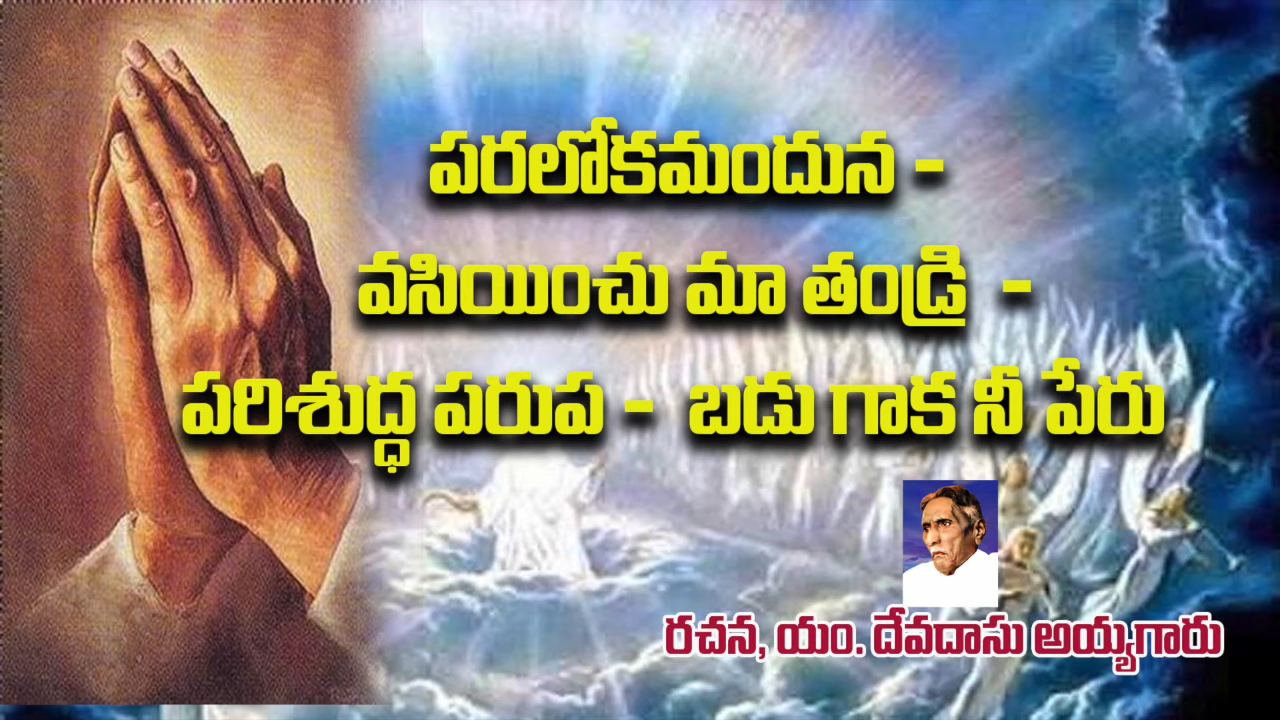 పరలోకమందున -
వసియించు మా తండ్రి -
పరిశుద్ధ పరుప - బడు గాక నీ పేరు
రచన, యం. దేవదాసు అయ్యగారు